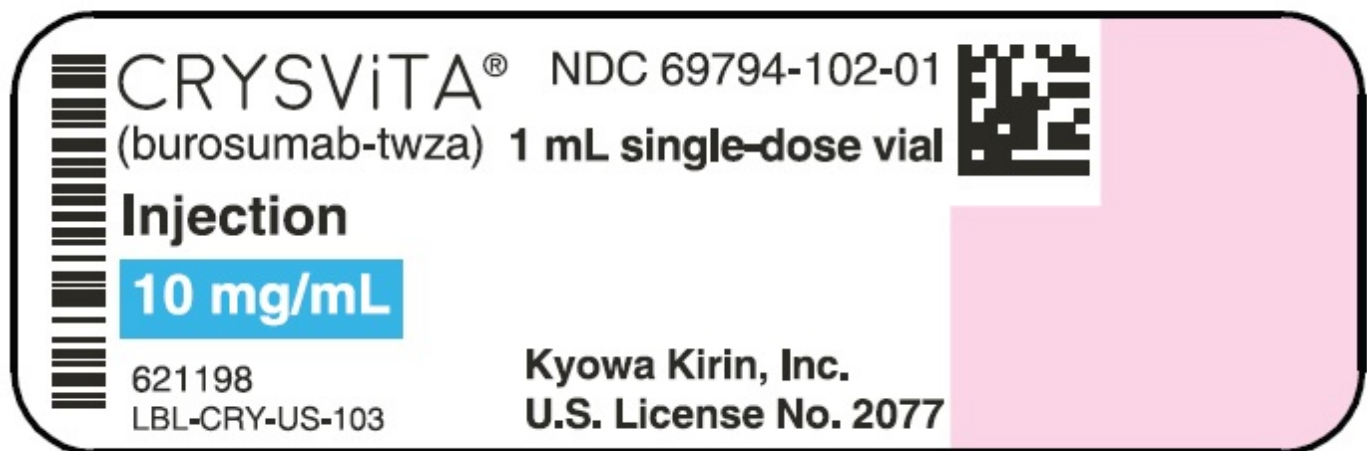 CRYSViTA® NDC 69794-102-01
(burosumab-twza) 1 mL single-dose vial
Injection
10 mg/mL
621198
LBL-CRY-US-103
Kyowa Kirin, Inc.
U.S. License No. 2077